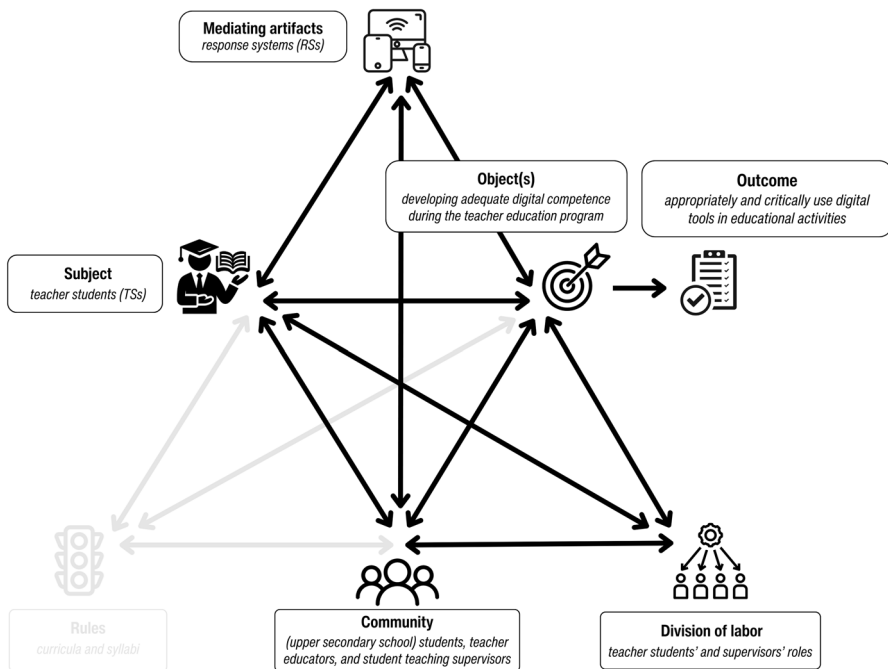 Mediating artifacts
response systems (RSs)
Object(s)
developing adequate digital competence
during the teacher education program
Outcome
appropriately and critically use digital
tools in educational activities
Subject
teacher students (TSs)
Rules
curricula and syllabi
Community
(upper secondary school) students, teacher
educators, and student teaching supervisors
Division of labor
teacher students' and supervisors' roles